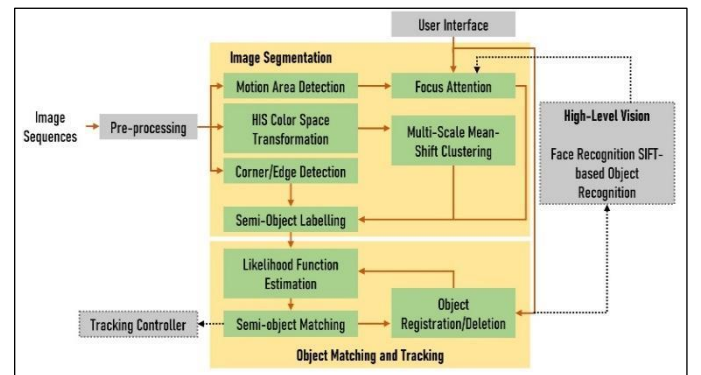 User Interface
Image Segmentation
Motion Area Detection
Focus Attention
Image
Sequences
Pre-processing
HIS Color Space
Transformation
Multi-Scale Mean-
Shift Clustering
High-Level Vision
Face Recognition SIFT-
based Object
Recognition
Corner/Edge Detection
Semi-Object Labelling
Likelihood Function
Estimation
Object
Registration/Deletion
Tracking Controller
Semi-object Matching
Object Matching and Tracking